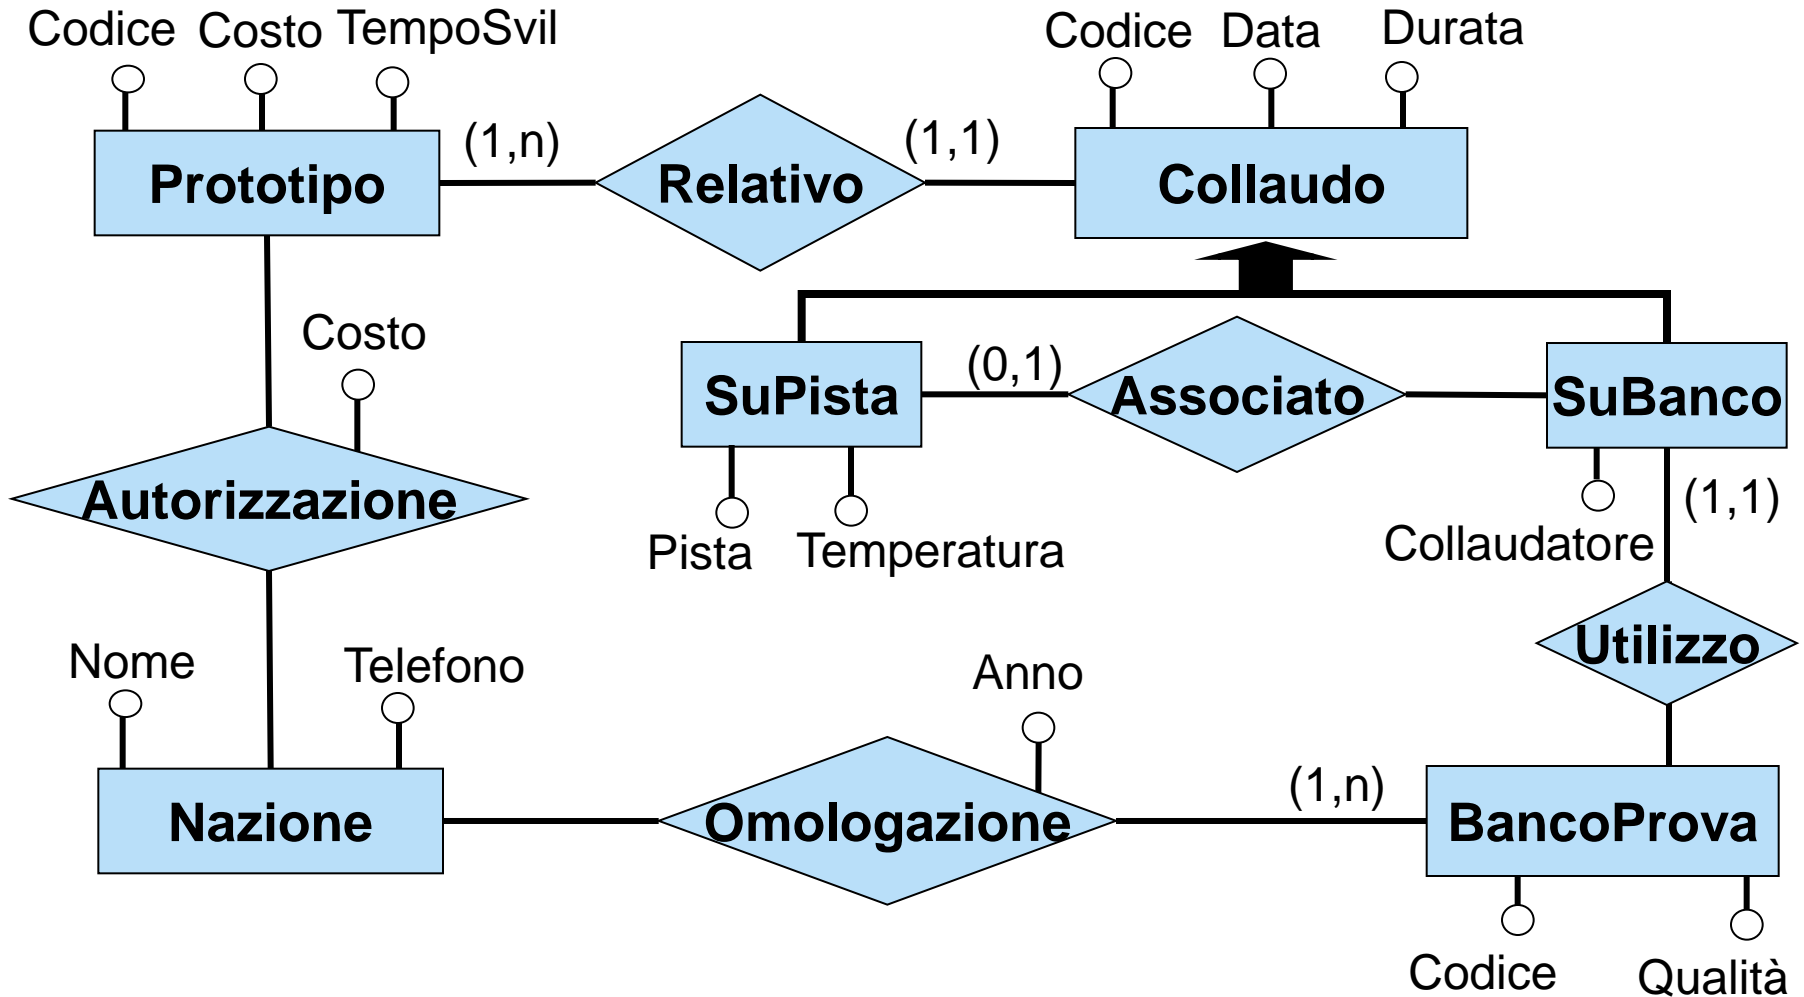 Codice Costo TempoSvil
Codice Data Durata
Prototipo (1,n) Relativo (1,1) Collaudo
Costo
SuPista (0,1) Associato SuBanco
Autorizzazione
Pista Temperatura
Collaudatore (1,1)
Utilizzo
Nome Telefono
Anno
Nazione Omologazione (1,n) BancoProva
Codice Qualità